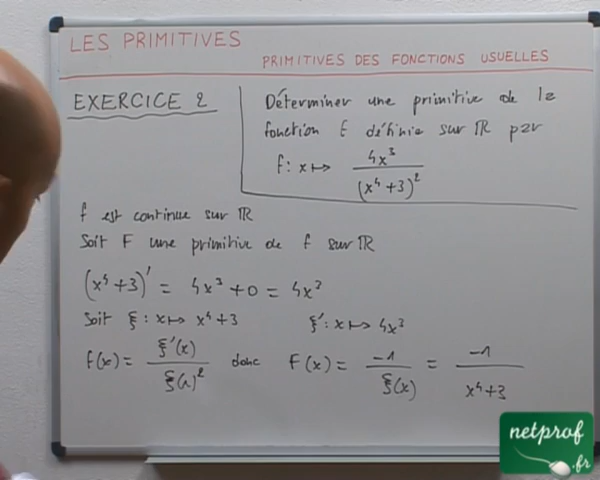 LES PRIMITIVES
PRIMITIVES DES FONCTIONS USUELLES
EXERCICE 2
Déterminer une primitive de la
fonction f définie sur ℝ par
f: x ↦ 4x³ / (x⁴+3)²
f est continue sur ℝ
Soit F une primitive de f sur ℝ
(x⁴+3)' = 4x³ + 0 = 4x³
Soit ξ : x ↦ x⁴+3 ξ' : x ↦ 4x³
f(x) = ξ'(x) / ξ(x)² donc F(x) = -1 / ξ(x) = -1 / x⁴+3
netprof
.fr